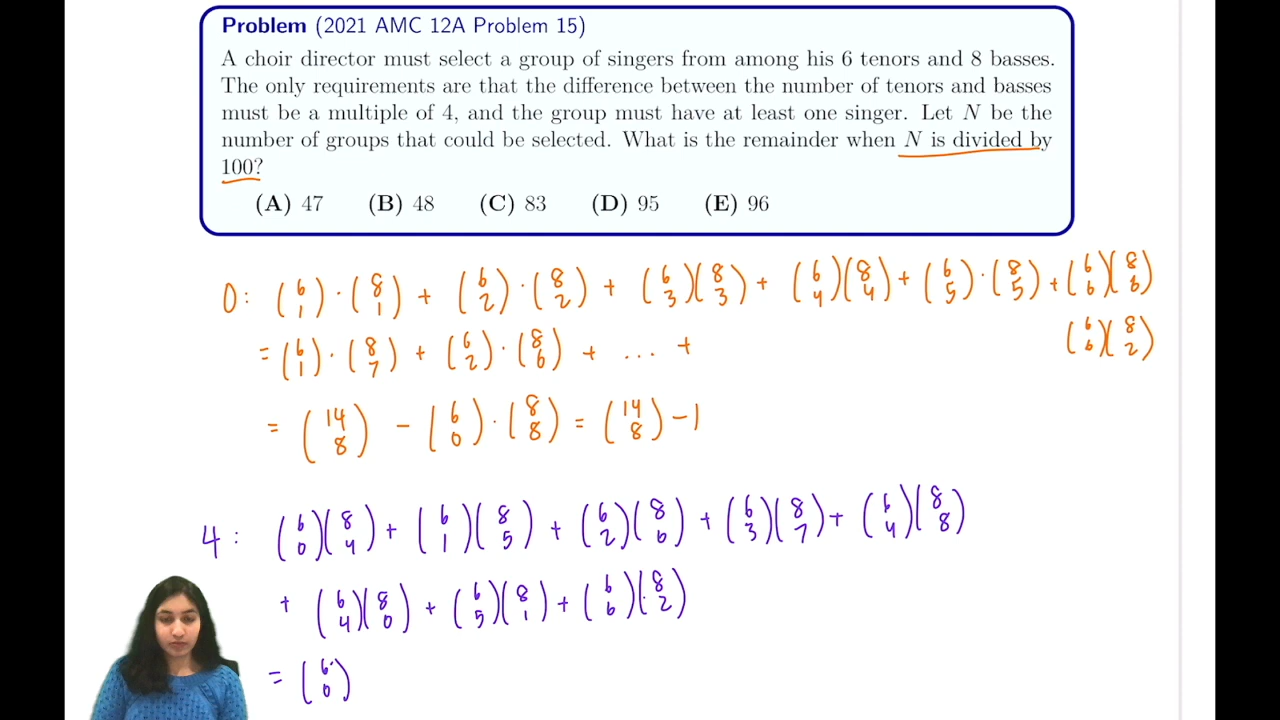 Problem (2021 AMC 12A Problem 15)
A choir director must select a group of singers from among his 6 tenors and 8 basses.
The only requirements are that the difference between the number of tenors and basses
must be a multiple of 4, and the group must have at least one singer. Let N be the
number of groups that could be selected. What is the remainder when N is divided by
100?
(A) 47 (B) 48 (C) 83 (D) 95 (E) 96
0: (6 1)·(8 1) + (6 2)·(8 2) + (6 3)(8 3) + (6 4)(8 4) + (6 5)·(8 5) + (6 6)(8 6)
= (6 1)·(8 7) + (6 2)·(8 6) + ... + (6 6)(8 2)
= (14 8) - (6 0)·(8 8) = (14 8) - 1
4: (6 0)(8 4) + (6 1)(8 5) + (6 2)(8 6) + (6 3)(8 7) + (6 4)(8 8)
+ (6 4)(8 0) + (6 5)(8 1) + (6 6)(8 2)
= (6 0)